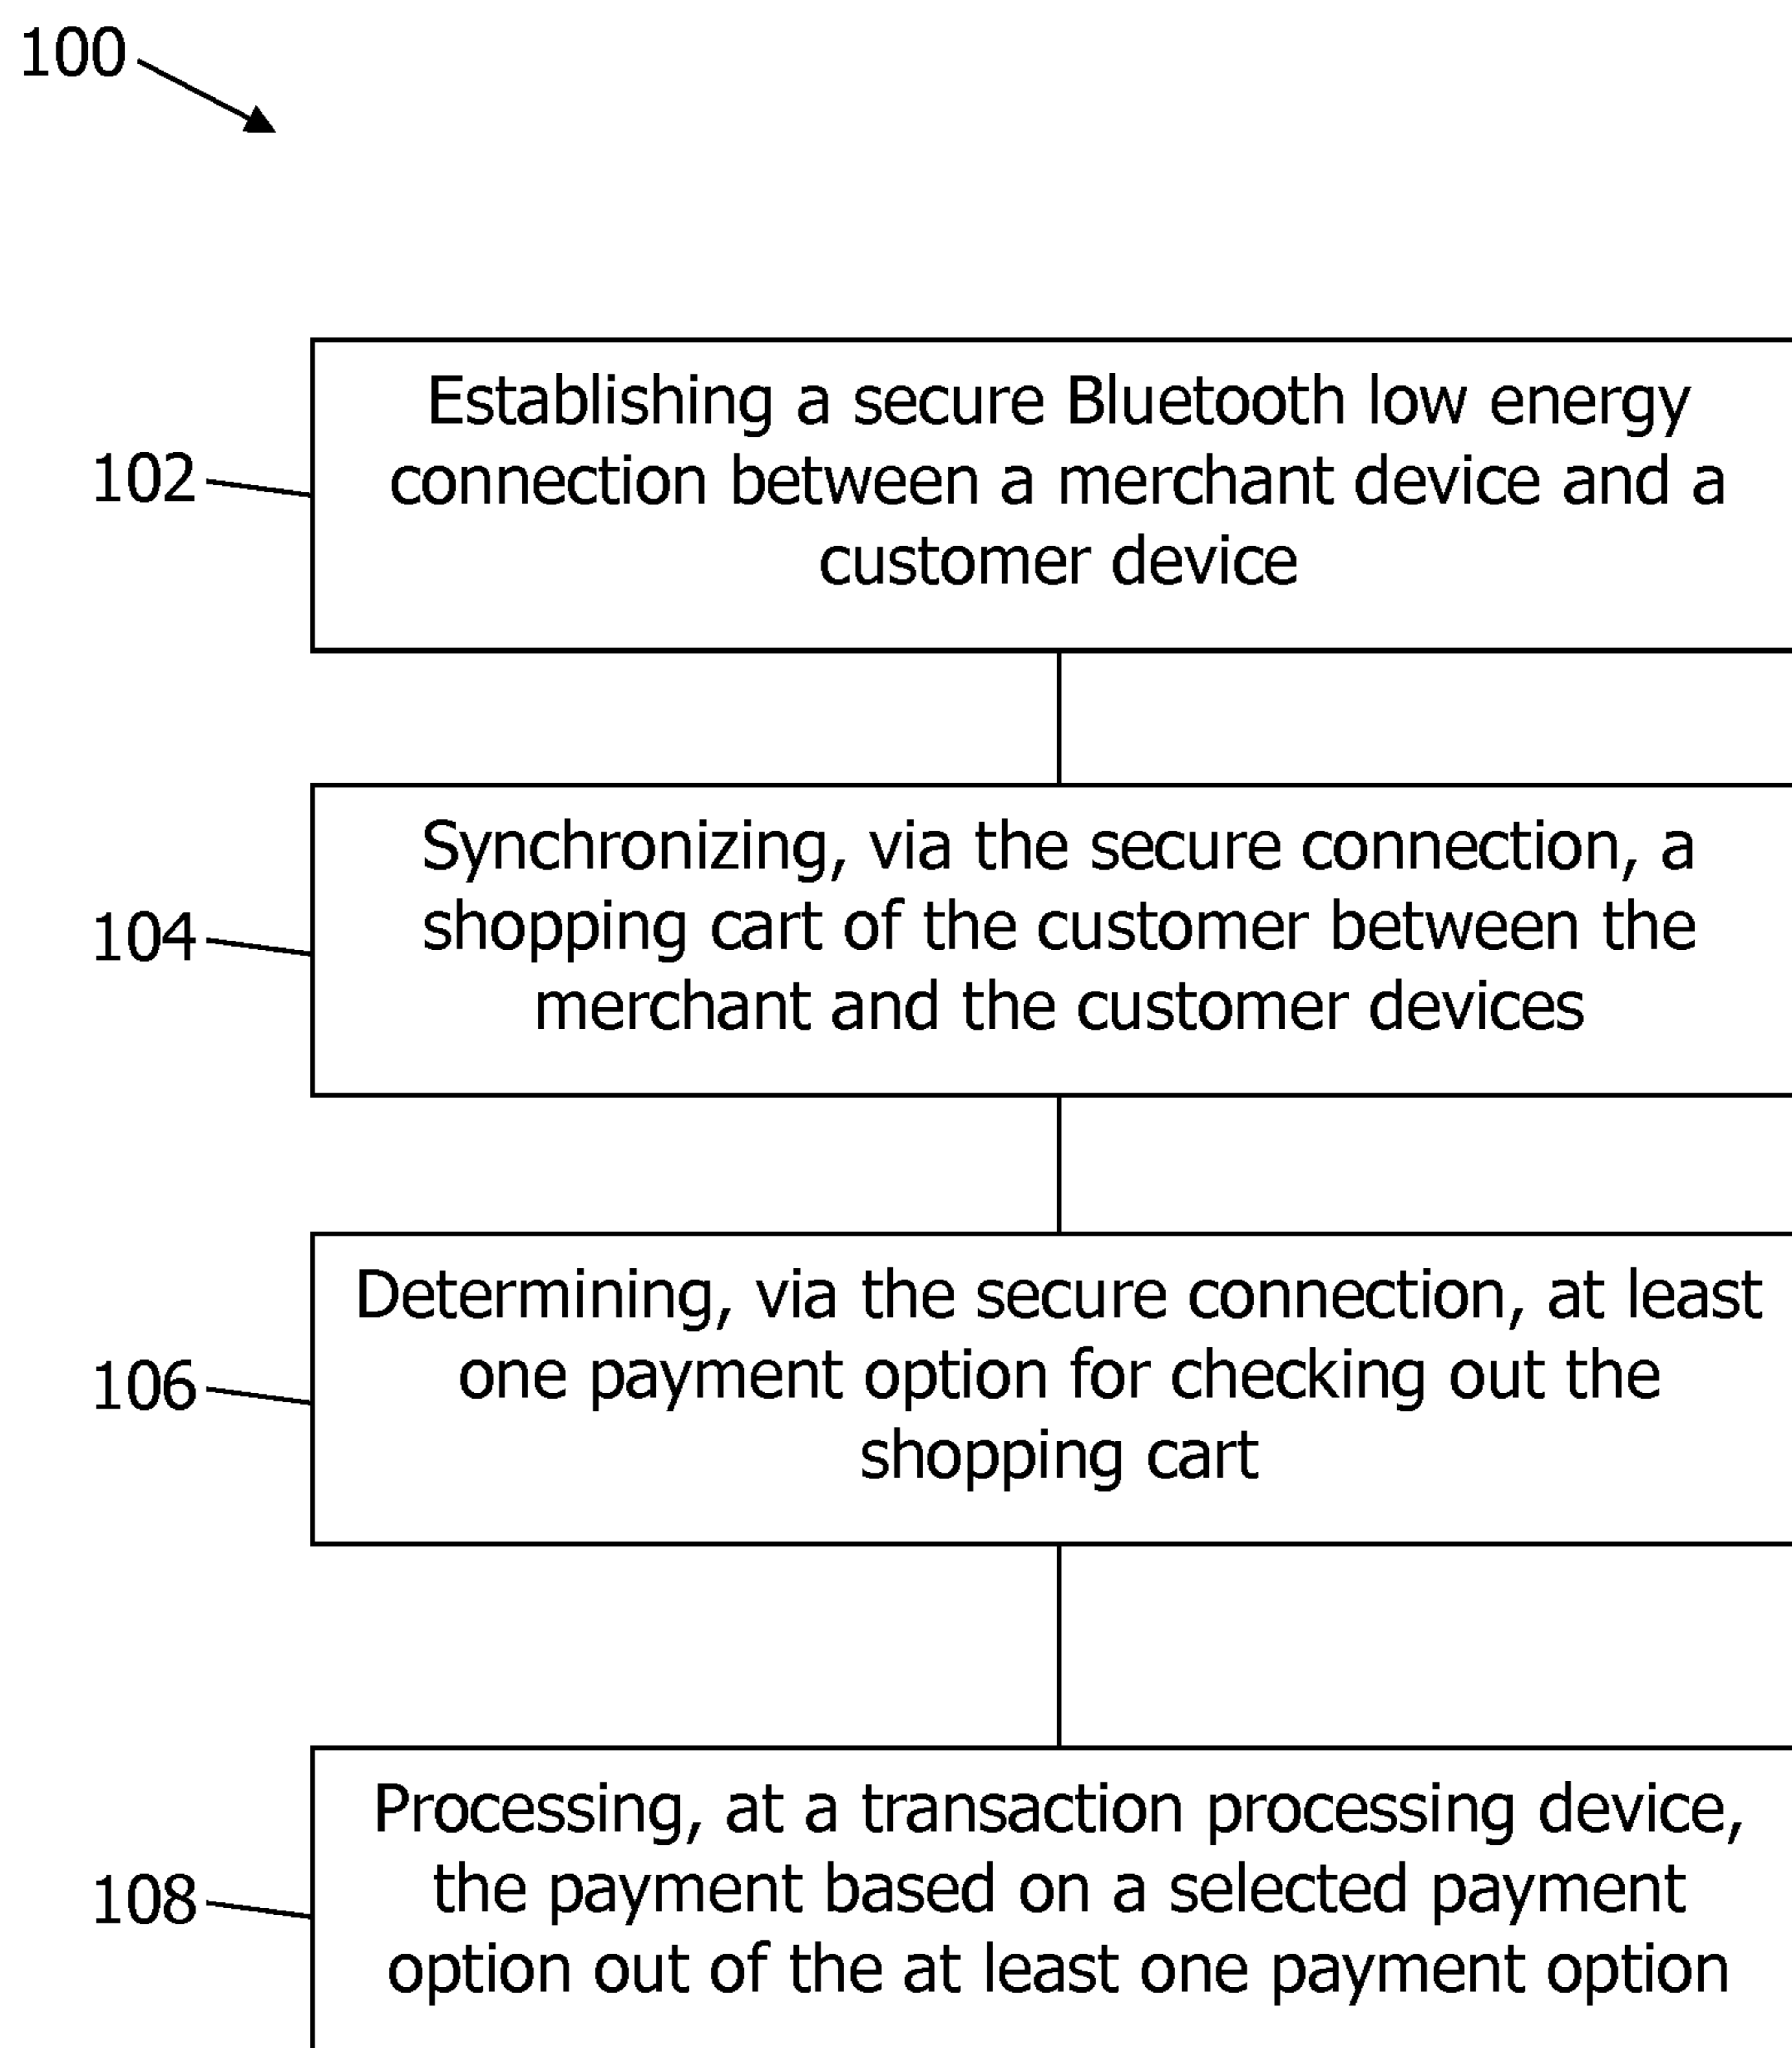 100
Establishing a secure Bluetooth low energy
102
connection between a merchant device and a
customer device
Synchronizing, via the secure connection, a
104
shopping cart of the customer between the
merchant and the customer devices
Determining, via the secure connection, at least
106
one payment option for checking out the
shopping cart
Processing, at a transaction processing device,
108
the payment based on a selected payment
option out of the at least one payment option